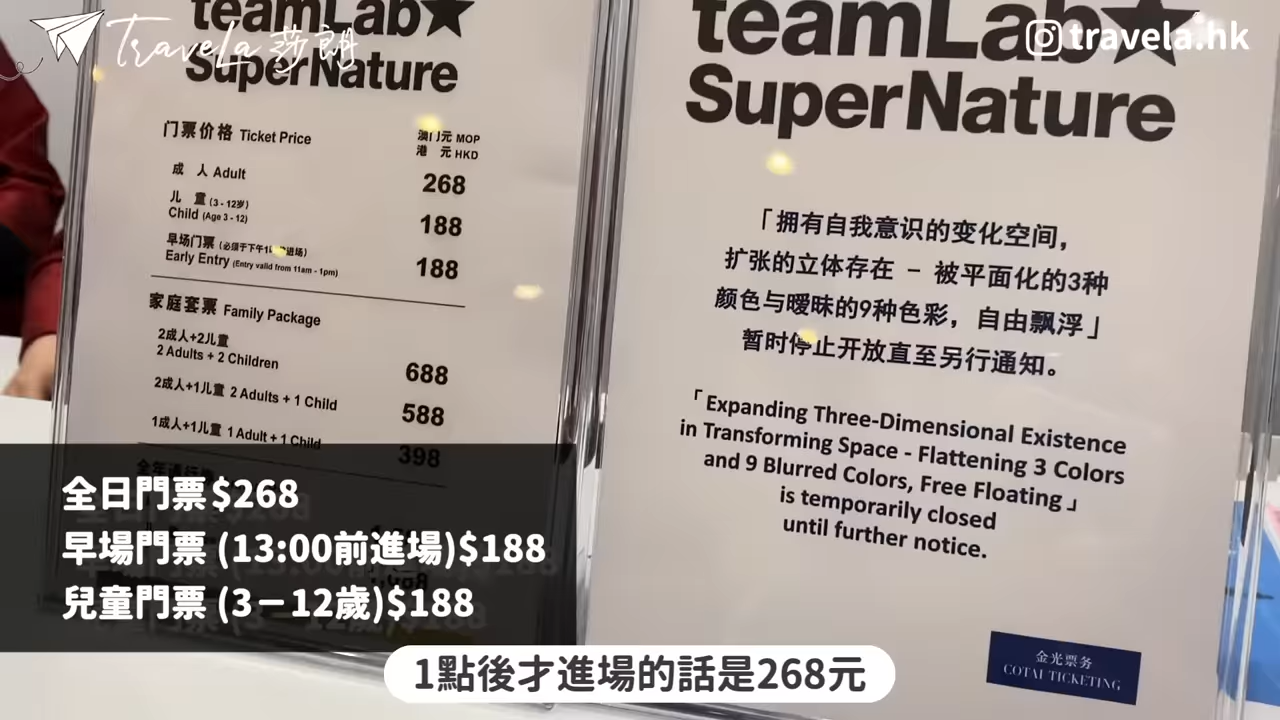 TraveLa 莎朗
travela.hk
teamLab★
SuperNature
门票价格 Ticket Price
澳门元 MOP
港 元 HKD
成 人 Adult
268
儿 童 (3 - 12岁)
Child (Age 3 - 12)
188
早场门票
Early Entry (Entry valid from 11am - 1pm)
188
家庭套票 Family Package
2成人+2儿童
2 Adults + 2 Children
688
2成人+1儿童 2 Adults + 1 Child
588
1成人+1儿童 1 Adult + 1 Child
398
teamLab★
SuperNature
「拥有自我意识的变化空间，
扩张的立体存在 – 被平面化的3种
颜色与暧昧的9种色彩，自由飘浮」
暂时停止开放直至另行通知。
「Expanding Three-Dimensional Existence
in Transforming Space - Flattening 3 Colors
and 9 Blurred Colors, Free Floating」
is temporarily closed
until further notice.
金光票务
COTAI TICKETING
全日門票$268
早場門票 (13:00前進場)$188
兒童門票 (3－12歲)$188
1點後才進場的話是268元